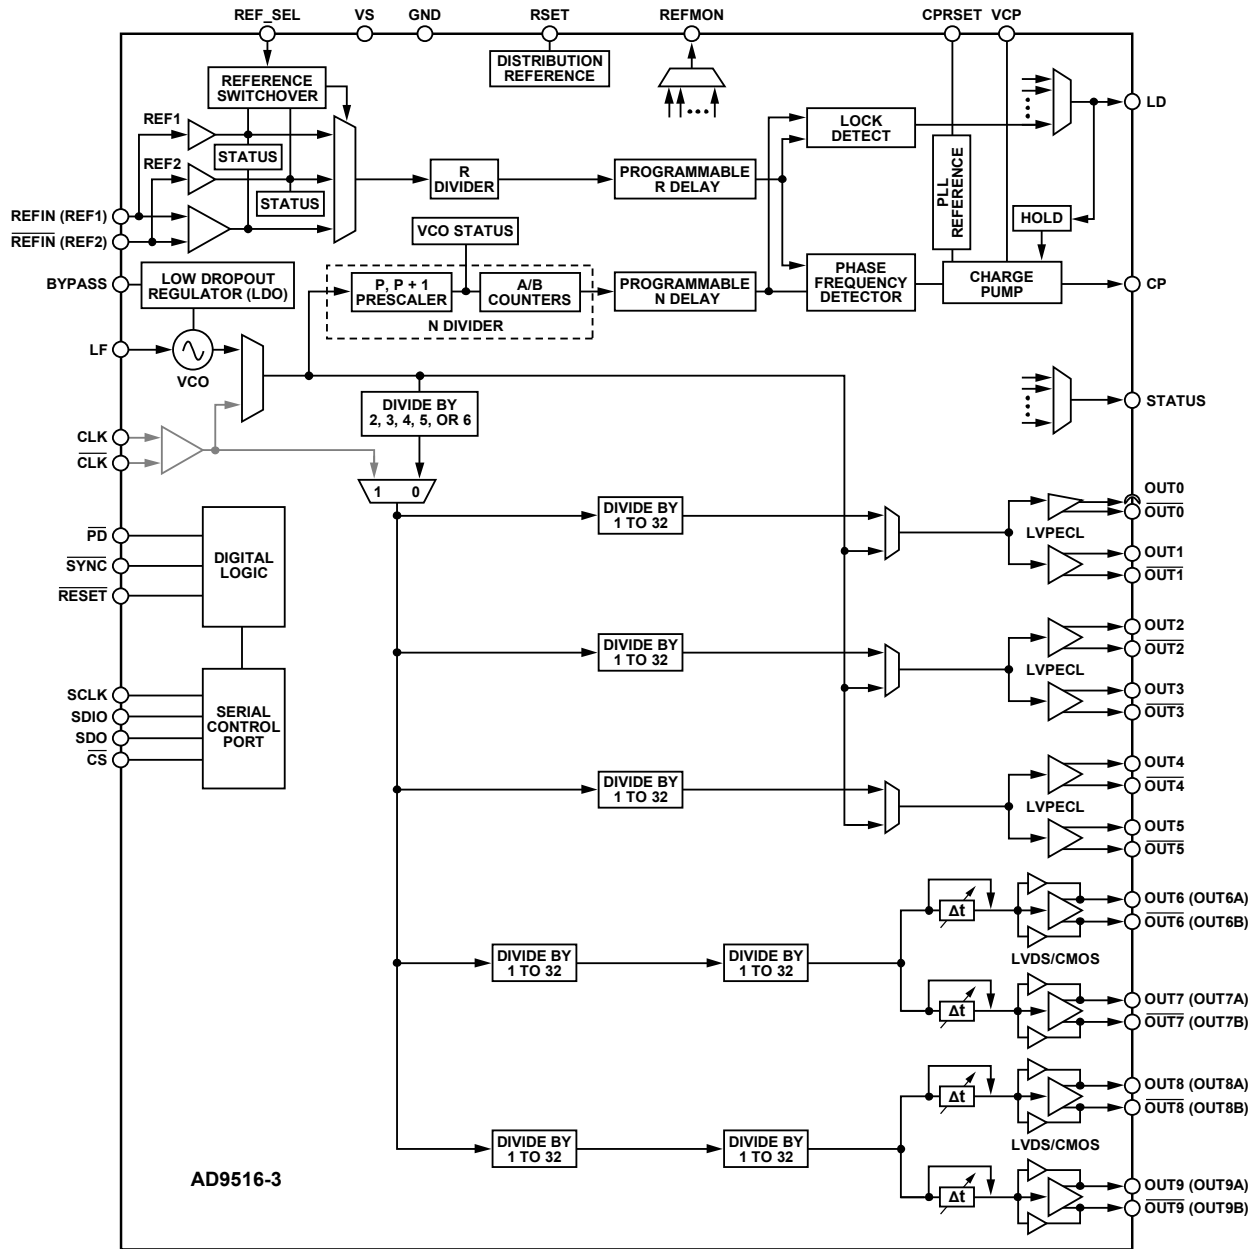 REF_SEL VS GND RSET REFMON CPRSET VCP
DISTRIBUTION
REFERENCE
REFERENCE
SWITCHOVER
REF1
STATUS
REF2
STATUS
R
DIVIDER
PROGRAMMABLE
R DELAY
LOCK
DETECT
LD
PLL
REFERENCE
HOLD
REFIN (REF1)
REFIN (REF2)
VCO STATUS
BYPASS
LOW DROPOUT
REGULATOR (LDO)
P, P + 1
PRESCALER
A/B
COUNTERS
N DIVIDER
PROGRAMMABLE
N DELAY
PHASE
FREQUENCY
DETECTOR
CHARGE
PUMP
CP
LF
VCO
STATUS
DIVIDE BY
2, 3, 4, 5, OR 6
CLK
CLK
1 0
PD
SYNC
RESET
DIGITAL
LOGIC
SCLK
SDIO
SDO
CS
SERIAL
CONTROL
PORT
DIVIDE BY
1 TO 32
LVPECL
OUT0
OUT0
OUT1
OUT1
DIVIDE BY
1 TO 32
LVPECL
OUT2
OUT2
OUT3
OUT3
DIVIDE BY
1 TO 32
LVPECL
OUT4
OUT4
OUT5
OUT5
DIVIDE BY
1 TO 32
DIVIDE BY
1 TO 32
Δt
Δt
LVDS/CMOS
OUT6 (OUT6A)
OUT6 (OUT6B)
OUT7 (OUT7A)
OUT7 (OUT7B)
DIVIDE BY
1 TO 32
DIVIDE BY
1 TO 32
Δt
Δt
LVDS/CMOS
OUT8 (OUT8A)
OUT8 (OUT8B)
OUT9 (OUT9A)
OUT9 (OUT9B)
AD9516-3